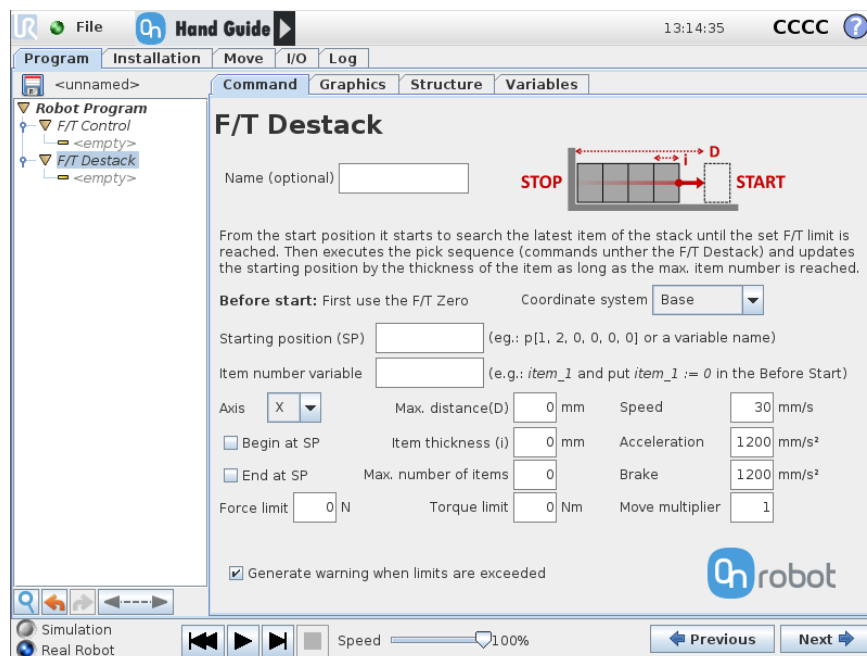 File
On Hand Guide
13:14:35
CCCC
?
Program Installation Move I/O Log
<unnamed>
Command Graphics Structure Variables
Robot Program
F/T Control
<empty>
F/T Destack
<empty>
F/T Destack
Name (optional)
STOP
i
D
START
From the start position it starts to search the latest item of the stack until the set F/T limit is
reached. Then executes the pick sequence (commands unther the F/T Destack) and updates
the starting position by the thickness of the item as long as the max. item number is reached.
Before start: First use the F/T Zero Coordinate system Base
Starting position (SP) (eg.: p[1, 2, 0, 0, 0, 0] or a variable name)
Item number variable (e.g.: item_1 and put item_1 := 0 in the Before Start)
Axis X Max. distance(D) 0 mm Speed 30 mm/s
Begin at SP Item thickness (i) 0 mm Acceleration 1200 mm/s²
End at SP Max. number of items 0 Brake 1200 mm/s²
Force limit 0 N Torque limit 0 Nm Move multiplier 1
Generate warning when limits are exceeded
On robot
Simulation
Real Robot
Speed 100%
Previous Next